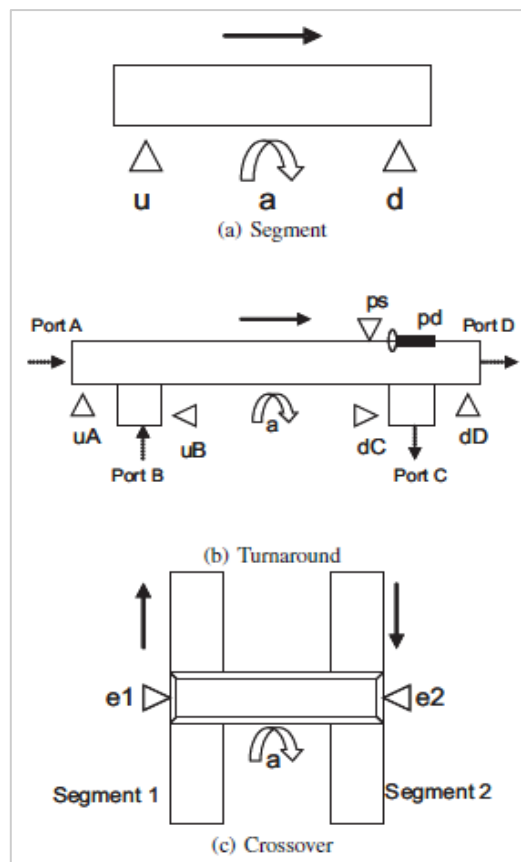 u a d
(a) Segment
ps
pd
Port A
Port D
uA
uB
a
dC
dD
Port B
Port C
(b) Turnaround
e1
e2
a
Segment 1
Segment 2
(c) Crossover